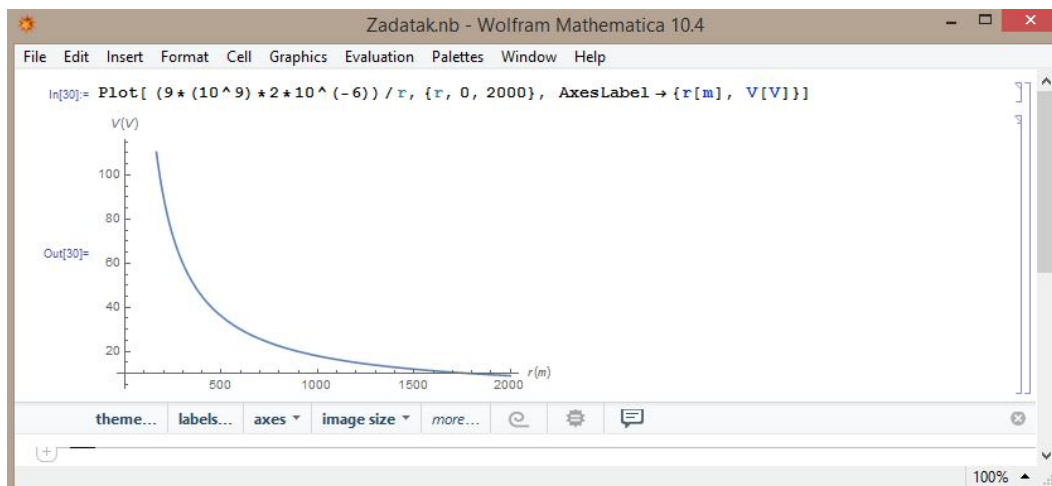 Zadatak.nb - Wolfram Mathematica 10.4
File Edit Insert Format Cell Graphics Evaluation Palettes Window Help
In[30]:= Plot[ (9*(10^9)*2*10^(-6))/r, {r, 0, 2000}, AxesLabel→{r[m], V[V]}]
V(V)
100
80
60
Out[30]=
40
20
r(m)
500 1000 1500 2000
theme... labels... axes image size more...
100%